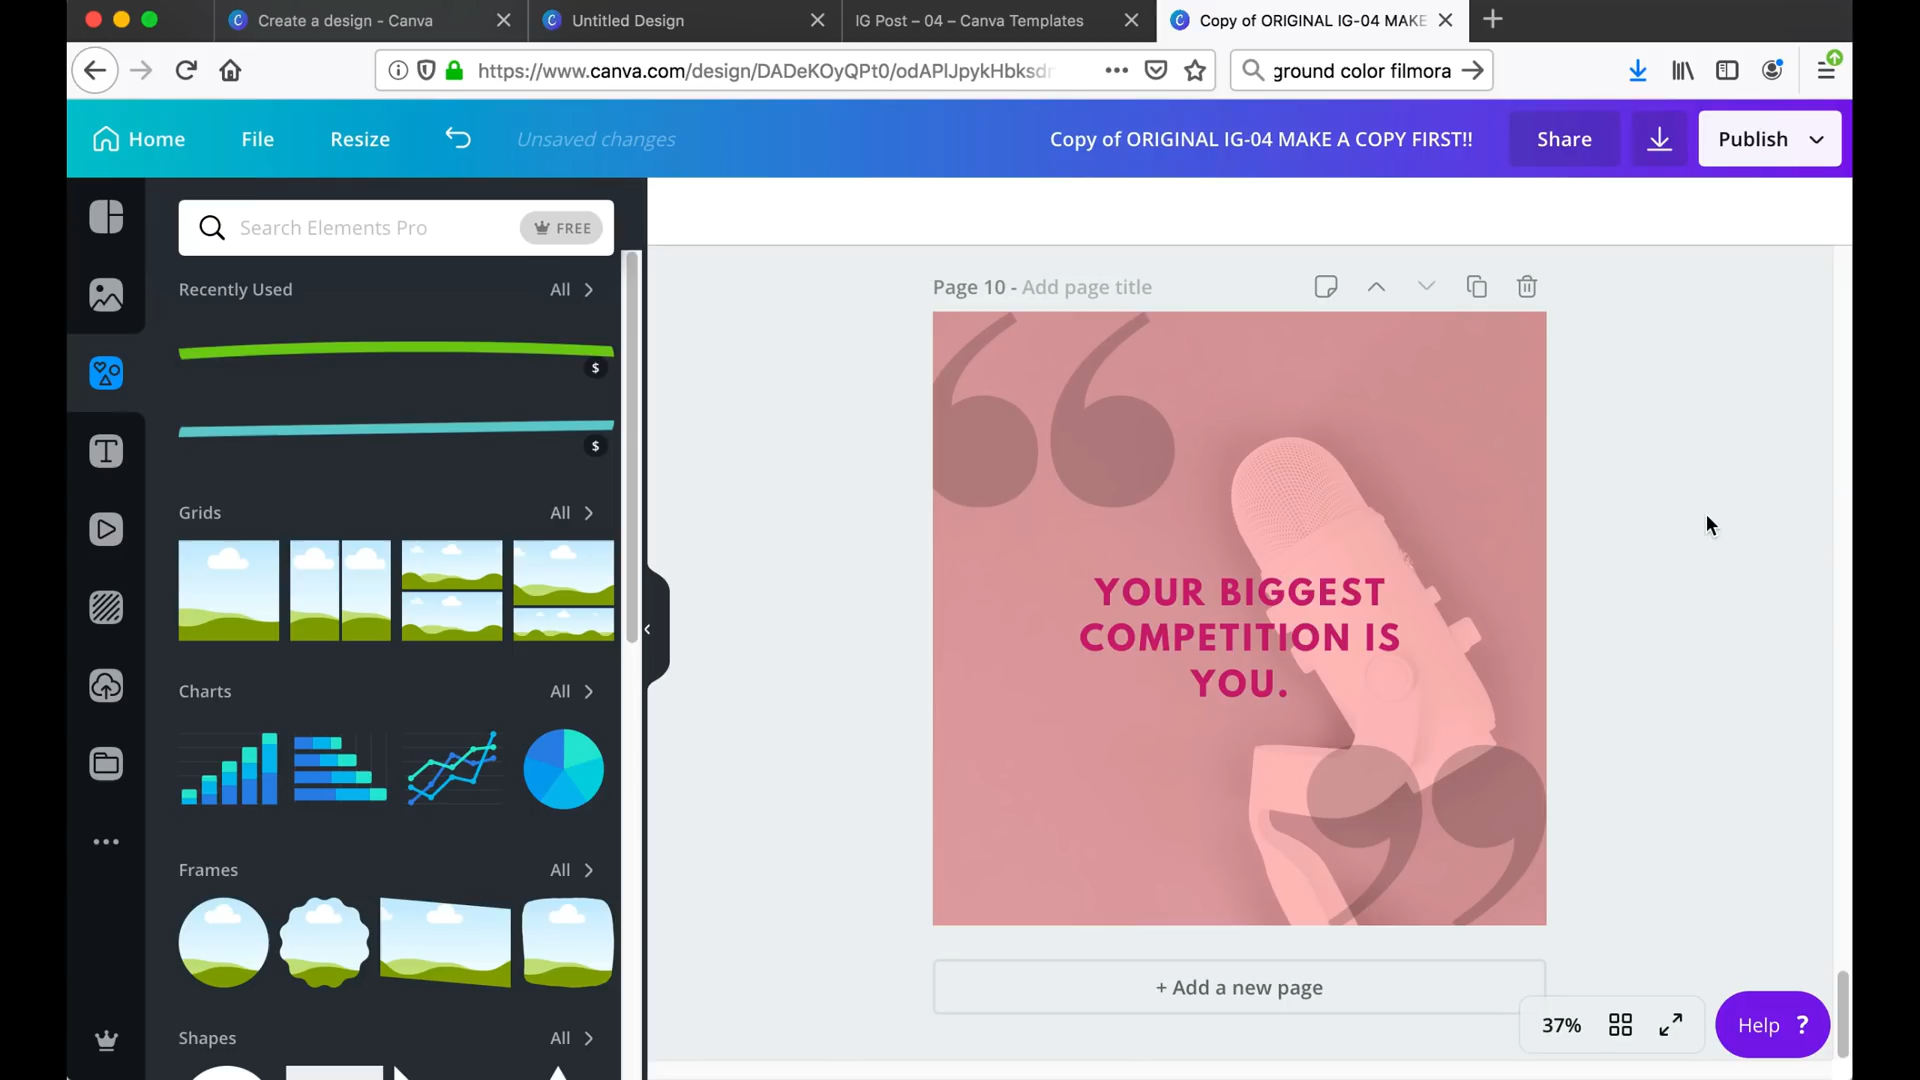 Create a design - Canva
Untitled Design
IG Post – 04 – Canva Templates
Copy of ORIGINAL IG-04 MAKE
https://www.canva.com/design/DADeKOyQPt0/odAPlJpykHbksdr
ground color filmora
Home
File
Resize
Unsaved changes
Copy of ORIGINAL IG-04 MAKE A COPY FIRST!!
Share
Publish
Search Elements Pro
FREE
Recently Used
All
$
$
Grids
All
Charts
All
Frames
All
Shapes
All
Page 10 - Add page title
YOUR BIGGEST
COMPETITION IS
YOU.
+ Add a new page
37%
Help ?